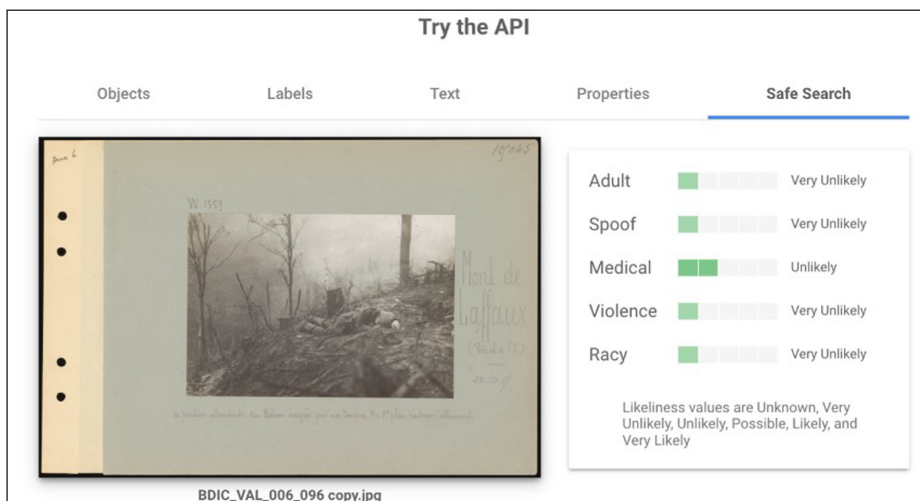 Try the API
Objects Labels Text Properties Safe Search
W. 1359
Mont de
Laffaux
Adult Very Unlikely
Spoof Very Unlikely
Medical Unlikely
Violence Very Unlikely
Racy Very Unlikely
Likeliness values are Unknown, Very
Unlikely, Unlikely, Possible, Likely, and
Very Likely
BDIC_VAL_006_096 copy.jpg